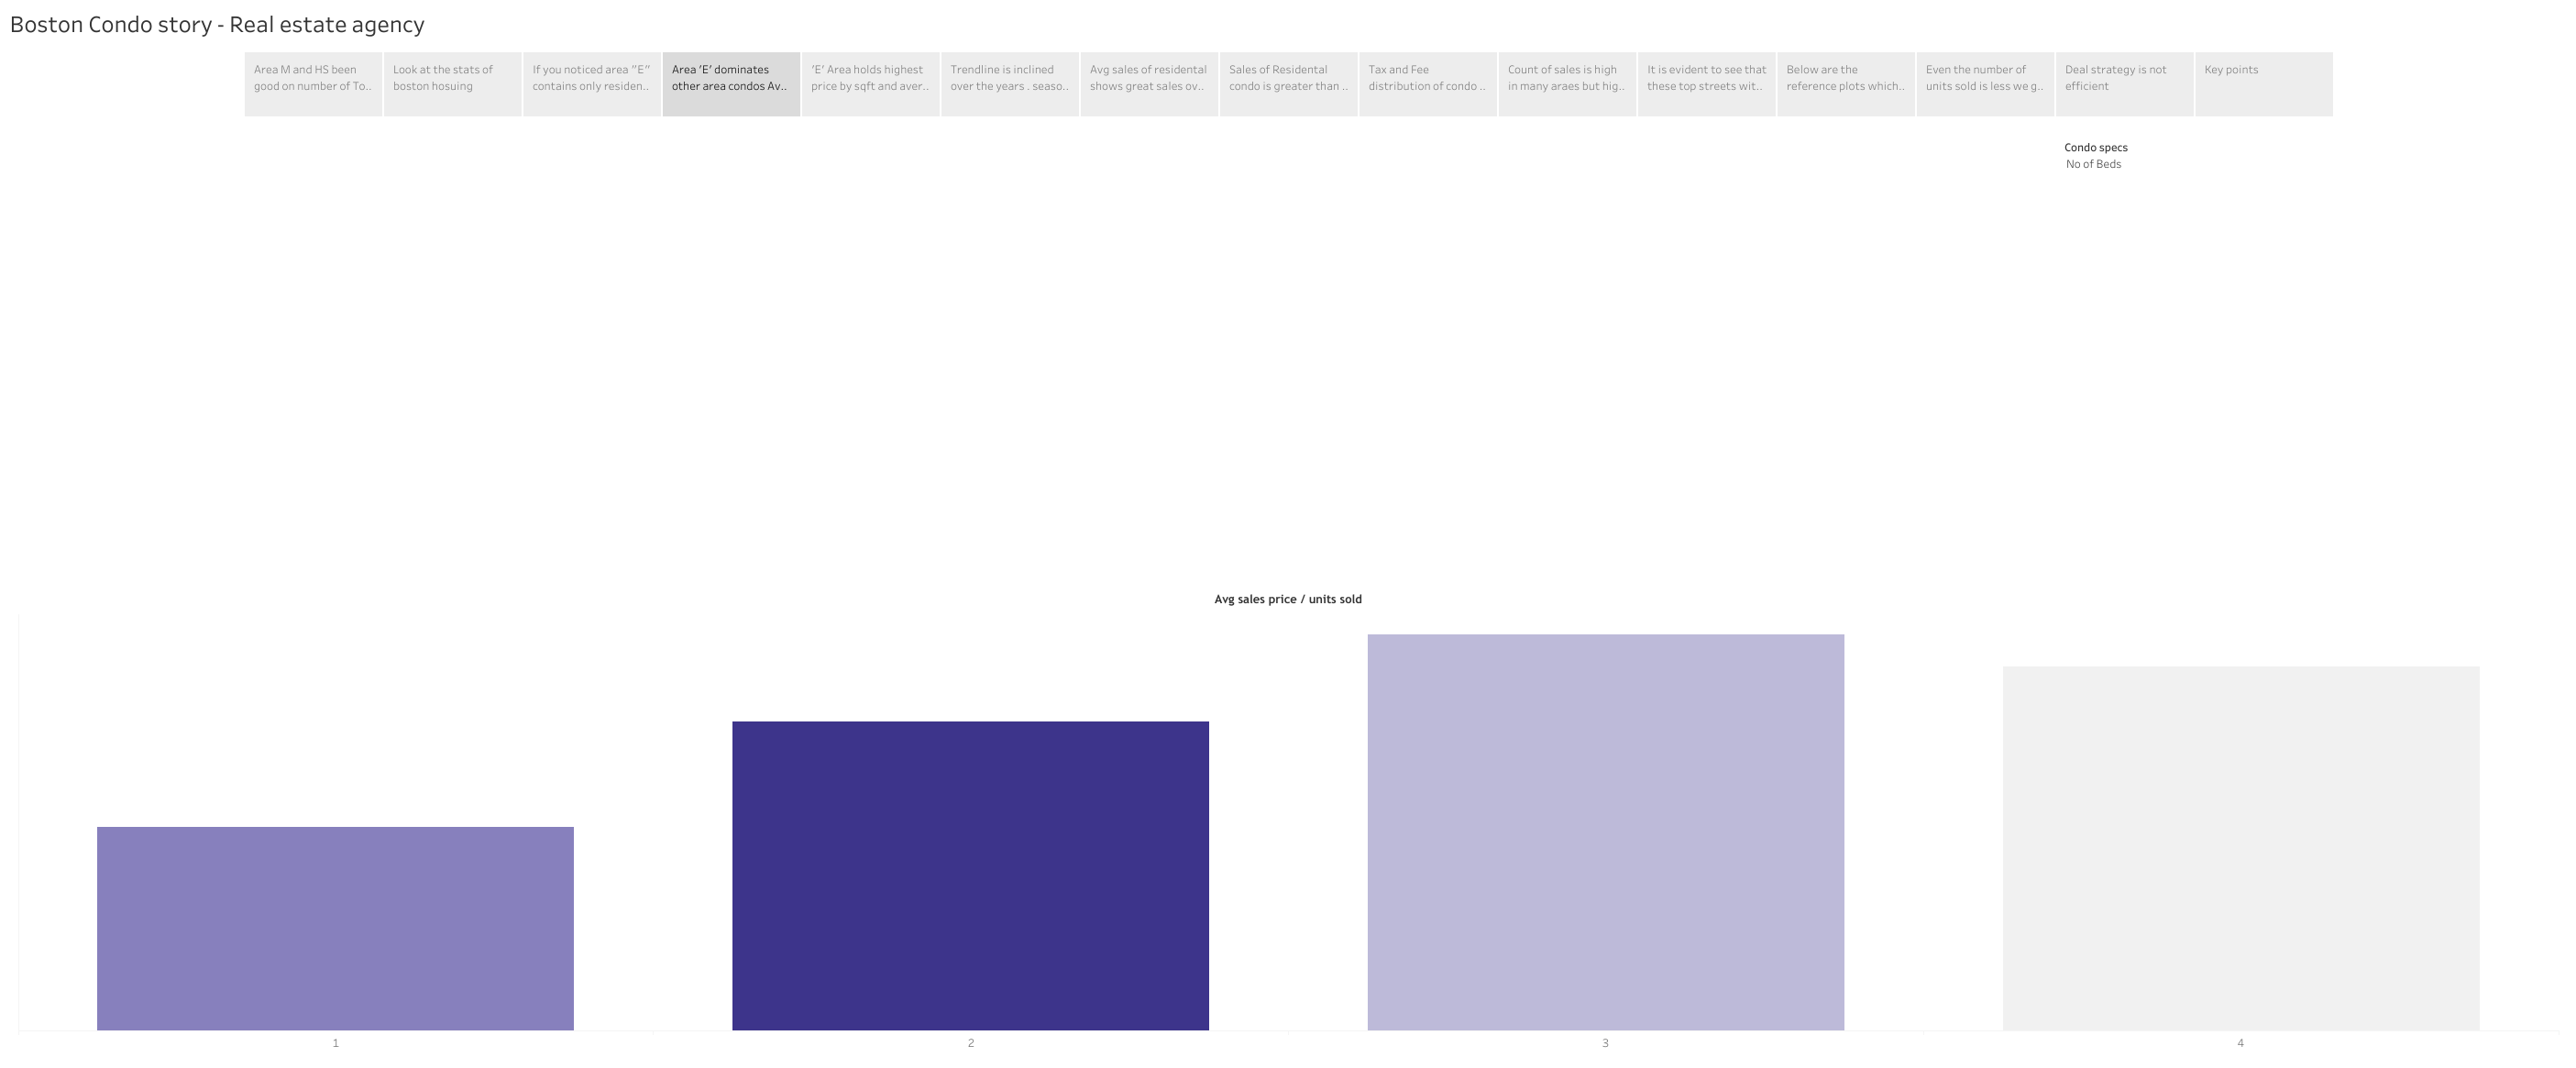 Boston Condo story - Real estate agency
Area M and HS been
good on number of To..
Look at the stats of
boston hosuing
If you noticed area "E"
contains only residen..
Area 'E' dominates
other area condos Av..
'E' Area holds highest
price by sqft and aver..
Trendline is inclined
over the years . seaso..
Avg sales of residental
shows great sales ov..
Sales of Residental
condo is greater than ..
Tax and Fee
distribution of condo ..
Count of sales is high
in many araes but hig..
It is evident to see that
these top streets wit..
Below are the
reference plots which..
Even the number of
units sold is less we g..
Deal strategy is not
efficient
Key points
Condo specs
No of Beds
Avg sales price / units sold
1
2
3
4